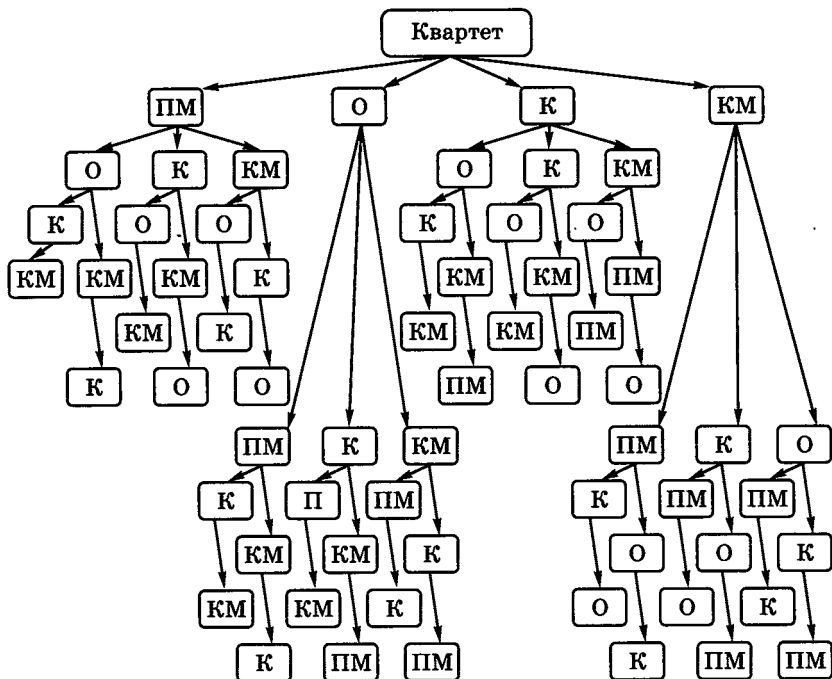 Квартет
ПМ О К КМ
О К КМ О К КМ
К О О К О О
КМ КМ КМ К КМ КМ ПМ
КМ К КМ КМ ПМ
К О О ПМ О О
ПМ К КМ ПМ К О
К П ПМ К ПМ ПМ
КМ КМ К О О К
КМ КМ К О О К
К ПМ ПМ К ПМ ПМ